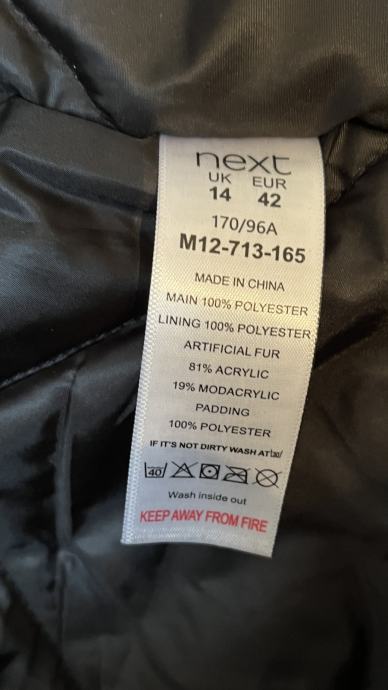 next
UK EUR
14 42
170/96A
M12-713-165
MADE IN CHINA
MAIN 100% POLYESTER
LINING 100% POLYESTER
ARTIFICIAL FUR
81% ACRYLIC
19% MODACRYLIC
PADDING
100% POLYESTER
IF IT'S NOT DIRTY WASH AT 30
40
Wash inside out
KEEP AWAY FROM FIRE